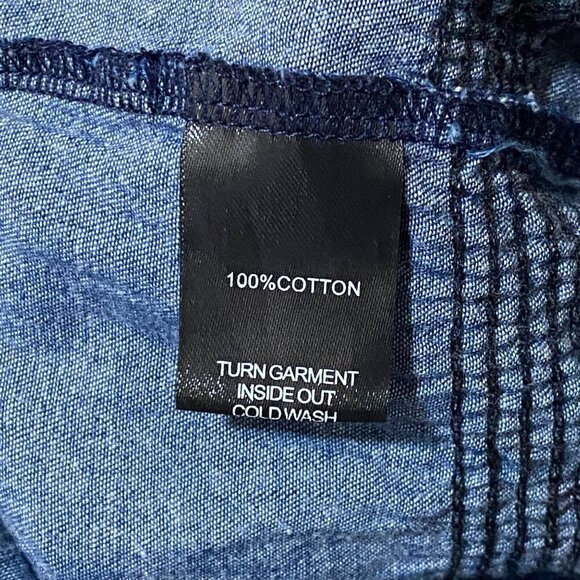 100%COTTON
TURN GARMENT
INSIDE OUT
COLD WASH